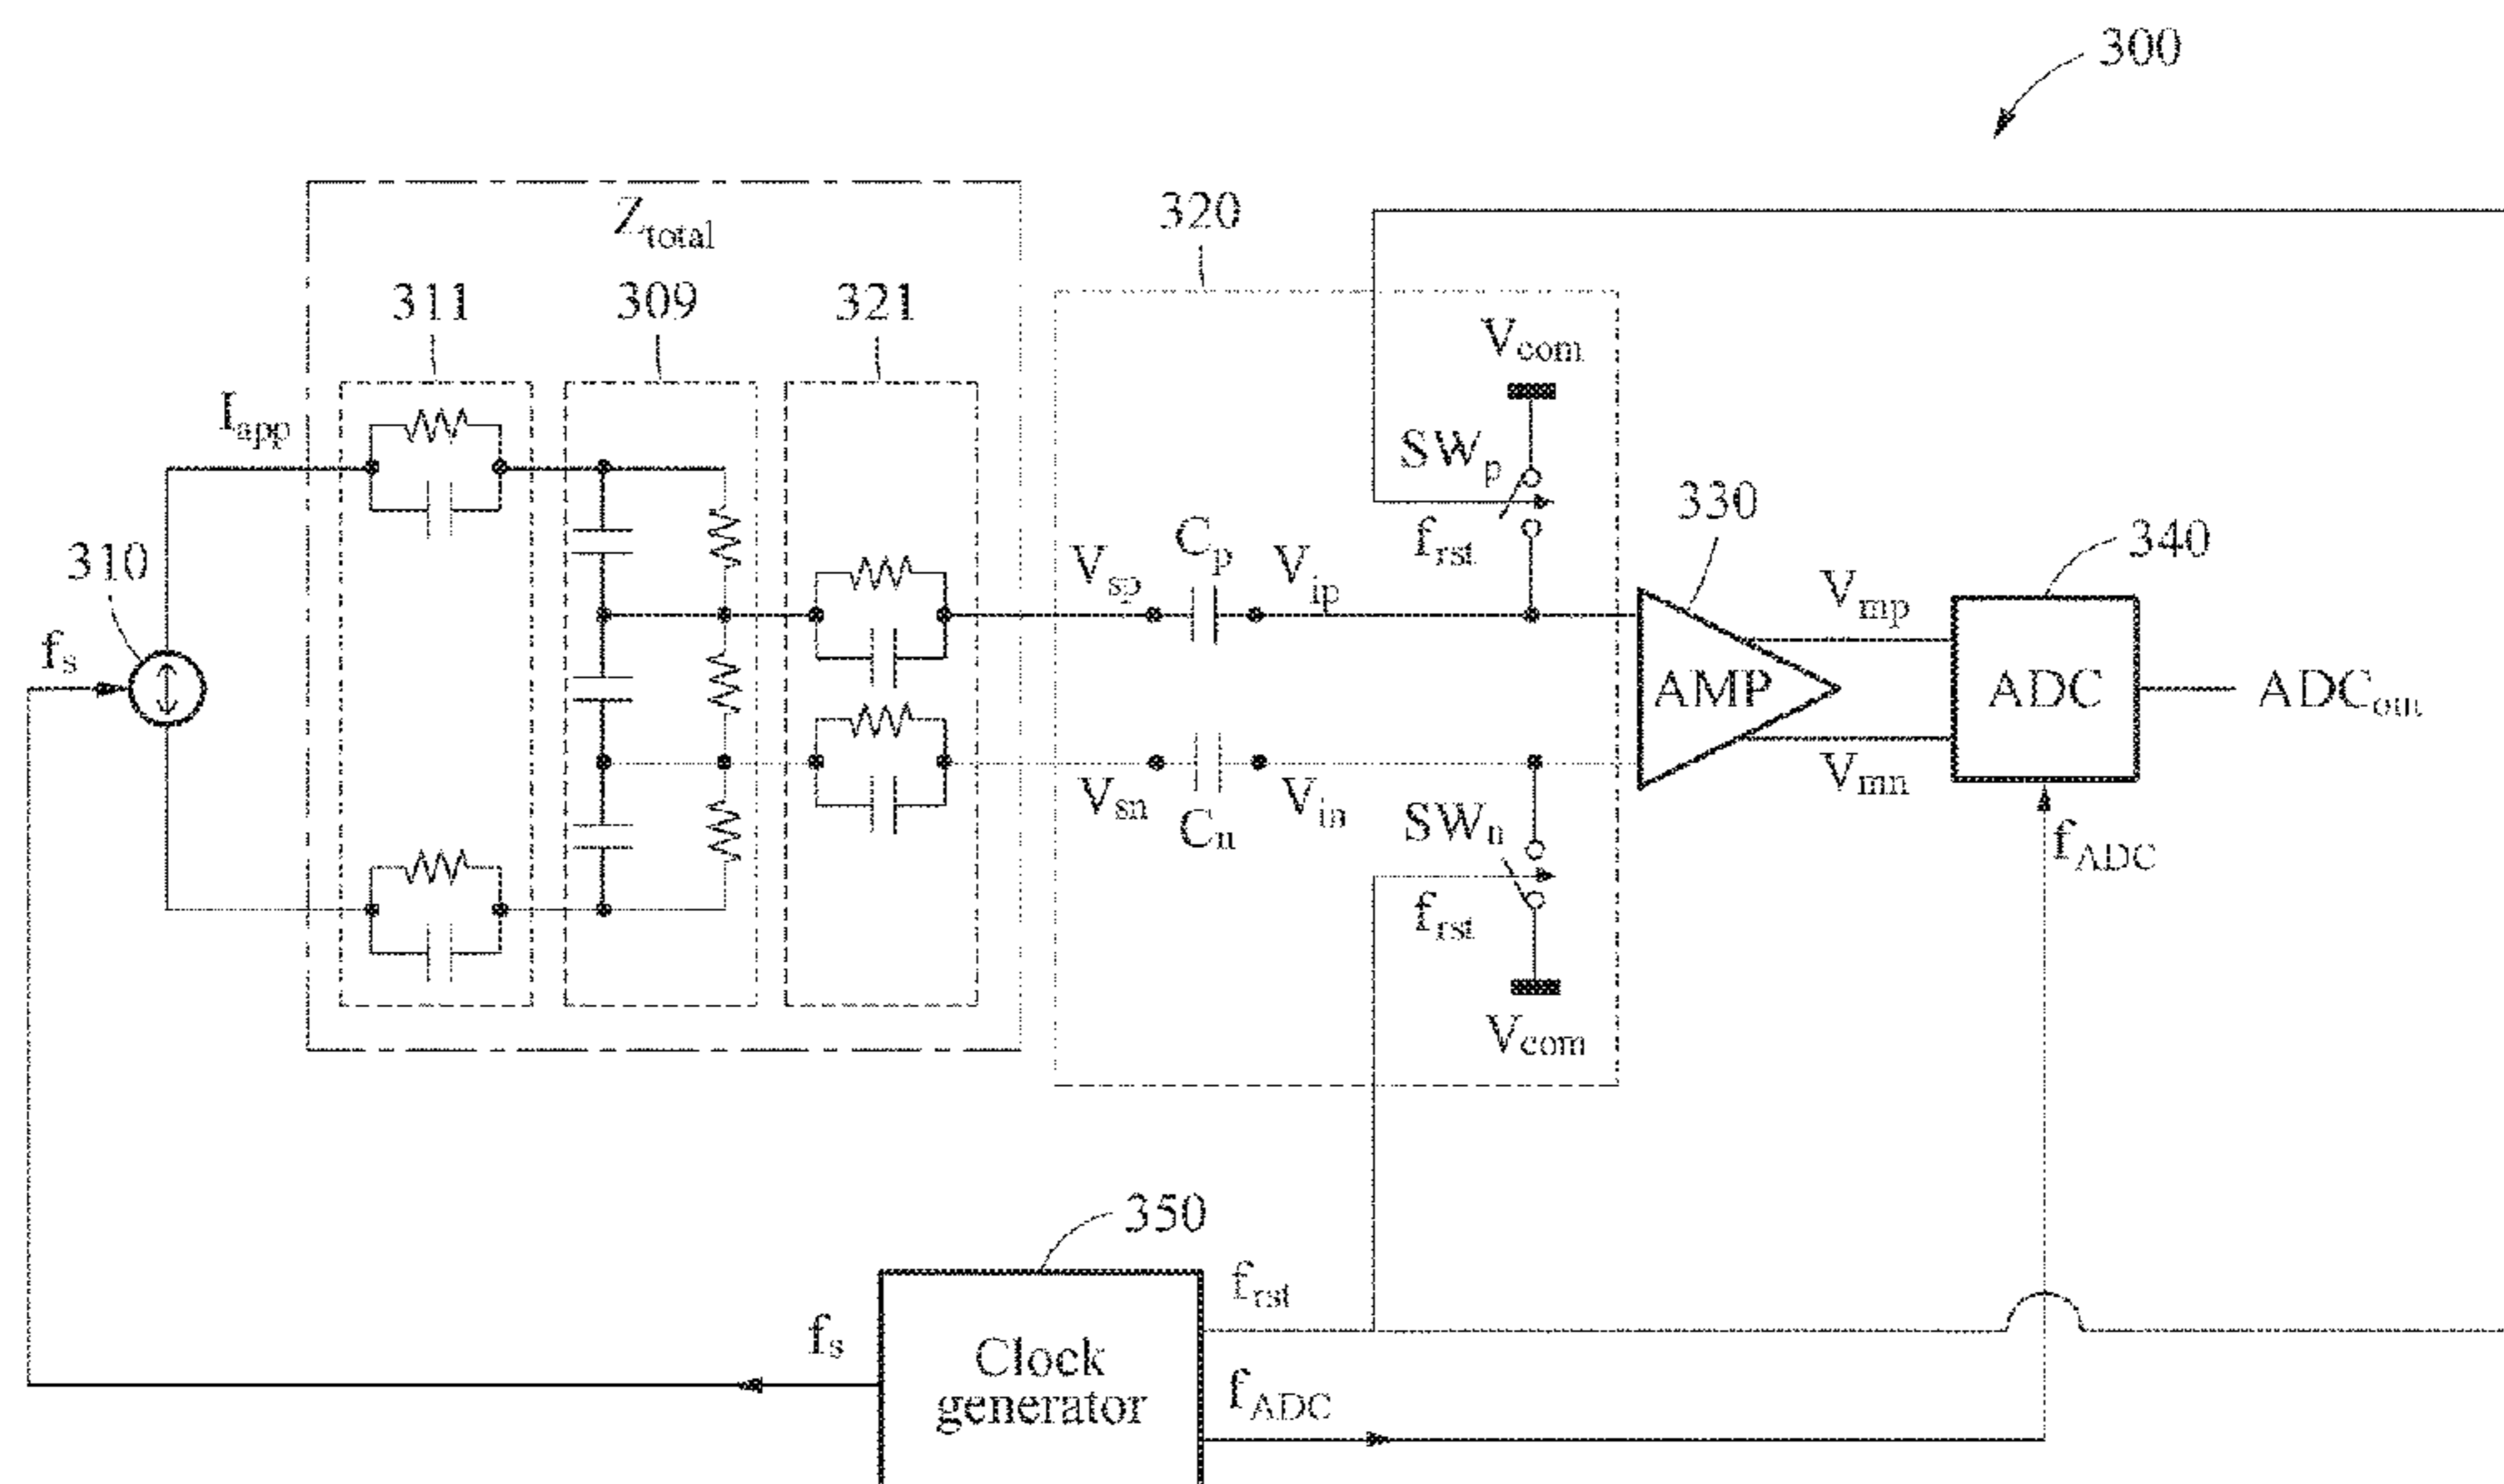 300
Z_total
320
311
309
321
V_com
I_app
SW_p
330
310
C_p
f_rst
340
V_sp
V_ip
V_mp
f_s
AMP
ADC
ADC_out
V_sn
V_in
SW_n
V_mn
C_n
f_ADC
f_rst
V_com
350
f_rst
f_s
Clock
generator
f_ADC